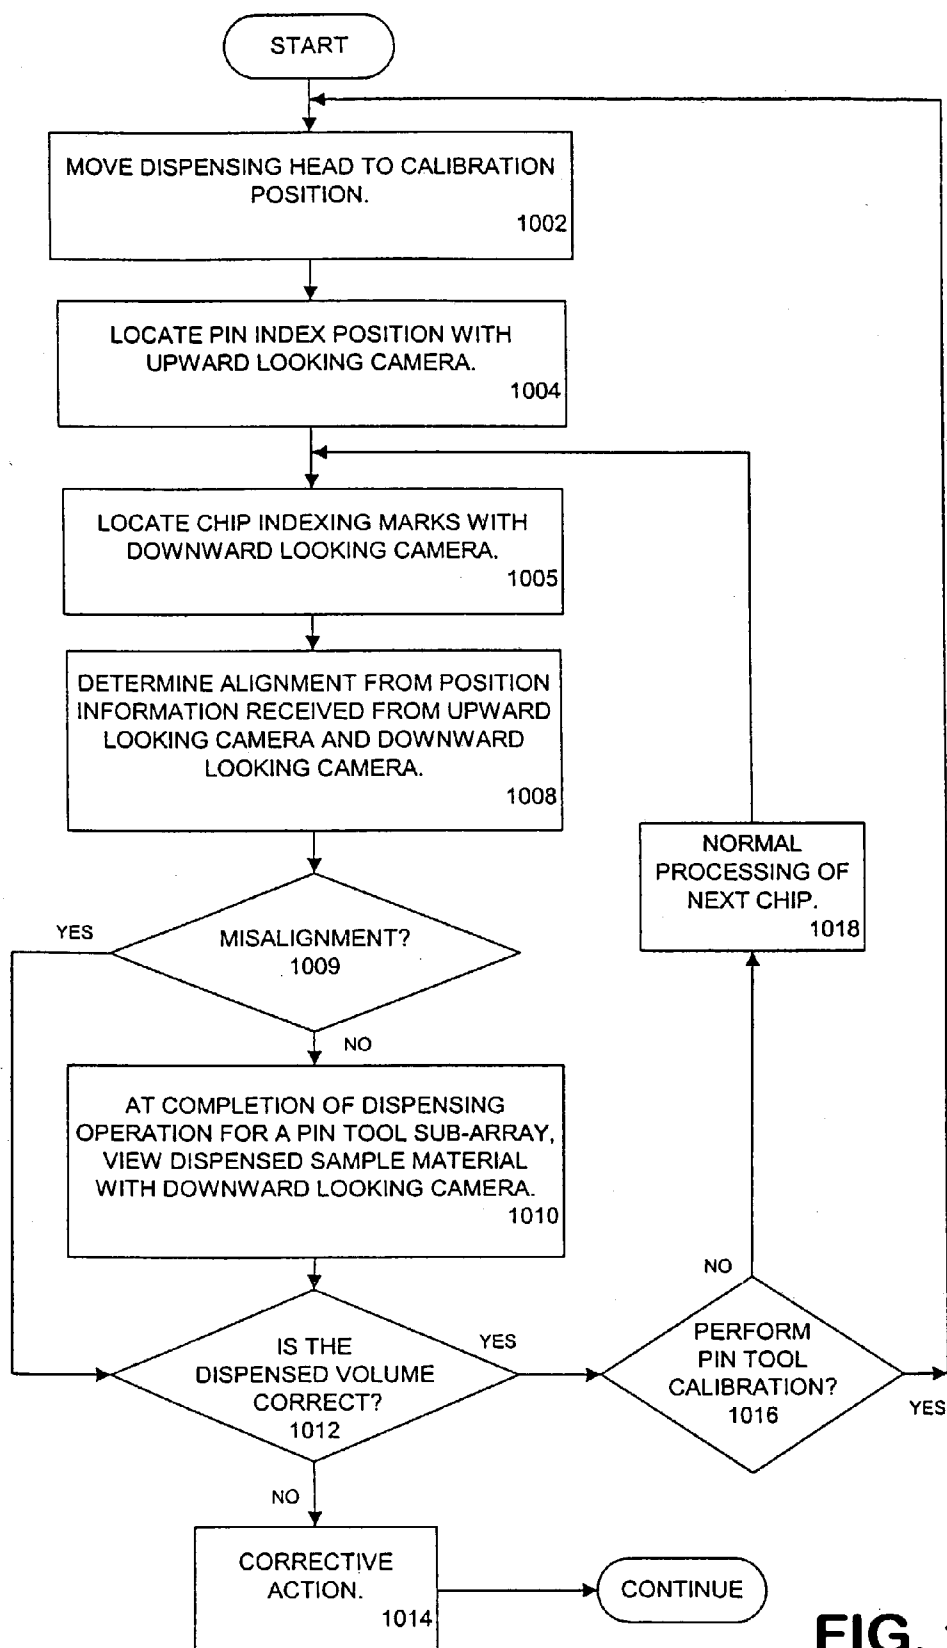 START
MOVE DISPENSING HEAD TO CALIBRATION
POSITION.
1002
LOCATE PIN INDEX POSITION WITH
UPWARD LOOKING CAMERA.
1004
LOCATE CHIP INDEXING MARKS WITH
DOWNWARD LOOKING CAMERA.
1005
DETERMINE ALIGNMENT FROM POSITION
INFORMATION RECEIVED FROM UPWARD
LOOKING CAMERA AND DOWNWARD
LOOKING CAMERA.
1008
NORMAL
PROCESSING OF
NEXT CHIP.
1018
YES
MISALIGNMENT?
1009
NO
AT COMPLETION OF DISPENSING
OPERATION FOR A PIN TOOL SUB-ARRAY,
VIEW DISPENSED SAMPLE MATERIAL
WITH DOWNWARD LOOKING CAMERA.
1010
IS THE
DISPENSED VOLUME
CORRECT?
1012
YES
NO
PERFORM
PIN TOOL
CALIBRATION?
1016
YES
NO
CORRECTIVE
ACTION.
1014
CONTINUE
FIG.